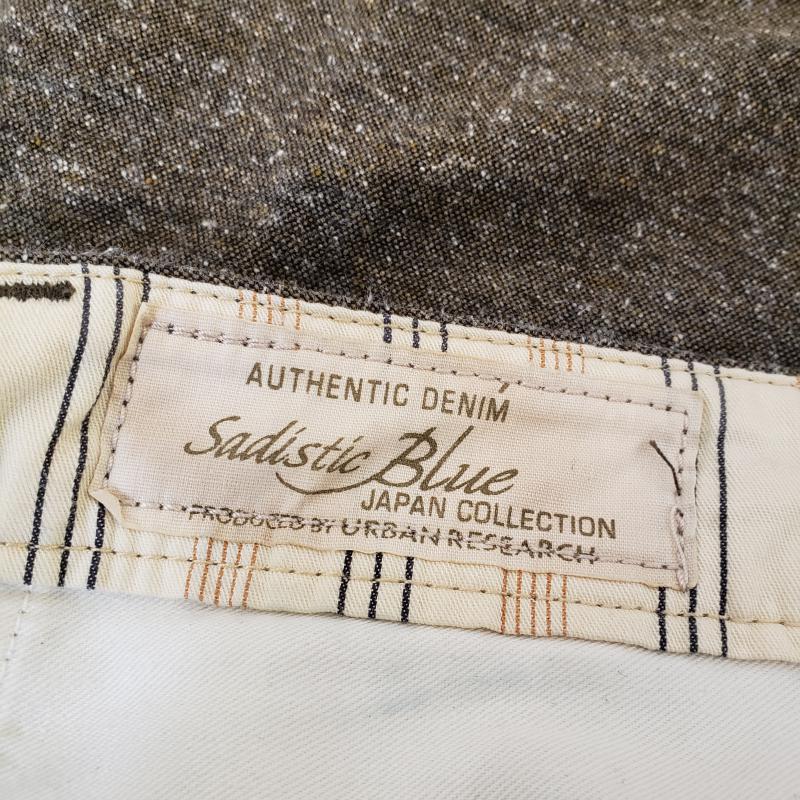 AUTHENTIC DENIM
Sadistic Blue
JAPAN COLLECTION
PRODUCED BY URBAN RESEARCH